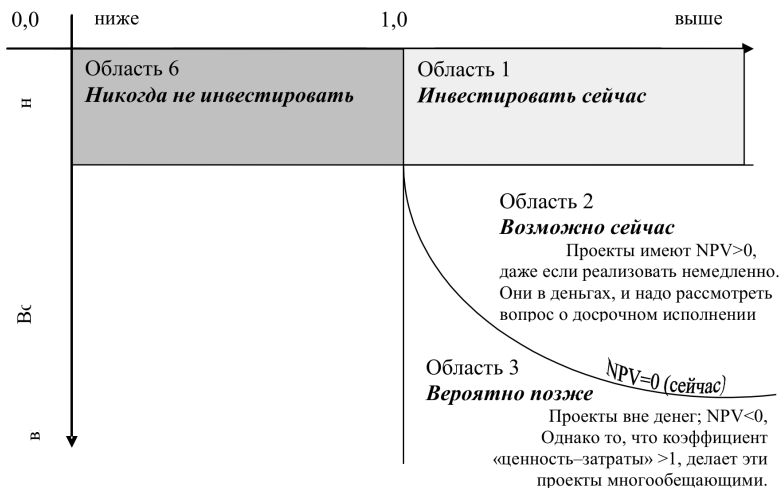 0,0 ниже 1,0 выше
Область 6
Никогда не инвестировать
Область 1
Инвестировать сейчас
н
Область 2
Возможно сейчас
Проекты имеют NPV>0,
даже если реализовать немедленно.
Они в деньгах, и надо рассмотреть
вопрос о досрочном исполнении
Область 3
Вероятно позже
NPV=0 (сейчас)
Проекты вне денег; NPV<0,
Однако то, что коэффициент
«ценность–затраты» >1, делает эти
проекты многообещающими.
в